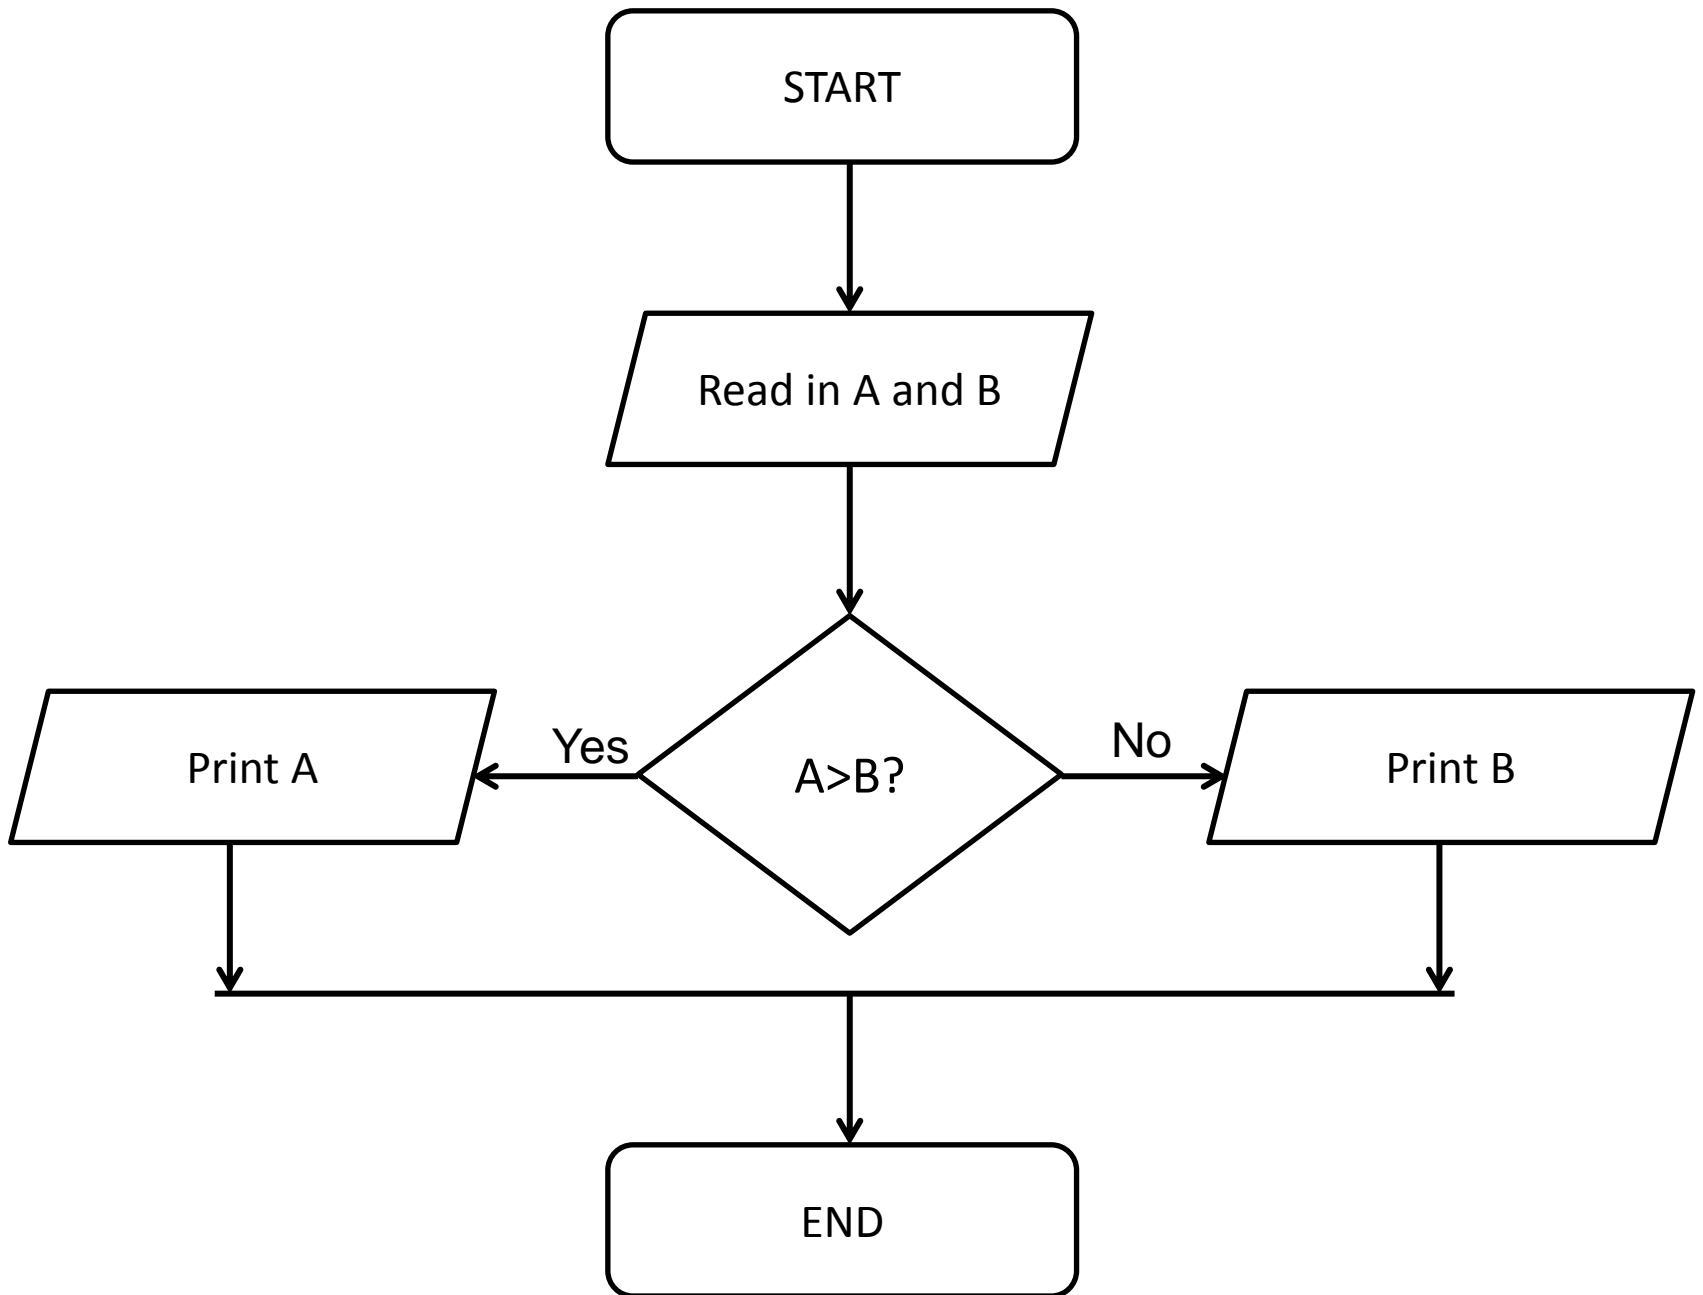 START
Read in A and B
Yes
No
Print A
A>B?
Print B
END